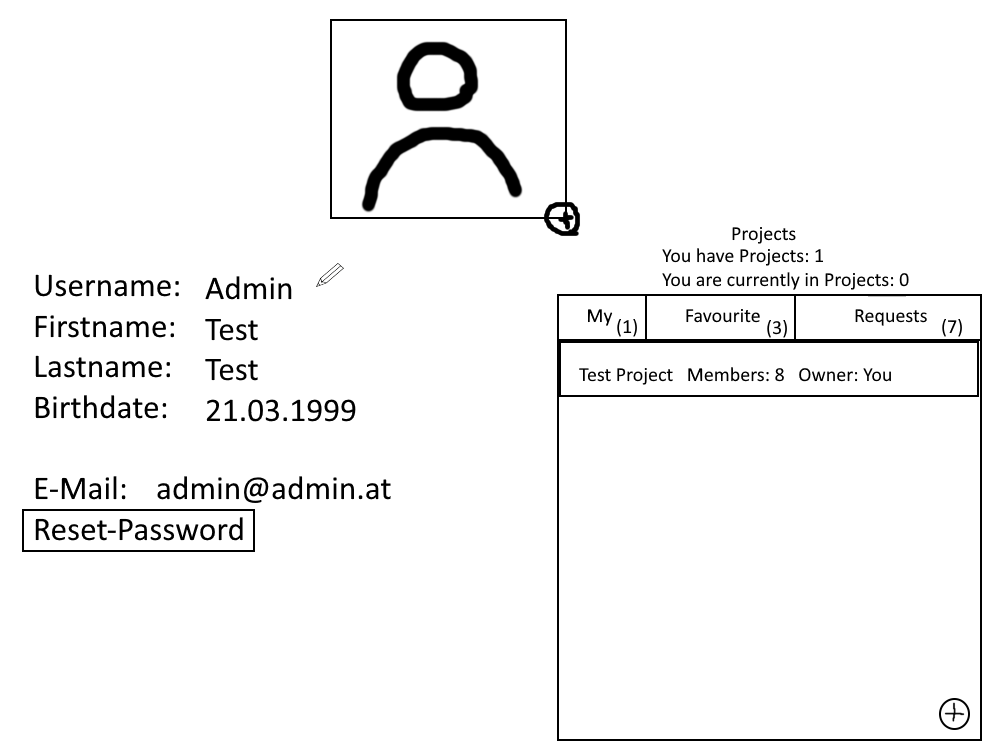 Projects
You have Projects: 1
You are currently in Projects: 0
My (1) Favourite (3) Requests (7)
Test Project Members: 8 Owner: You
Username: Admin
Firstname: Test
Lastname: Test
Birthdate: 21.03.1999
E-Mail: admin@admin.at
Reset-Password